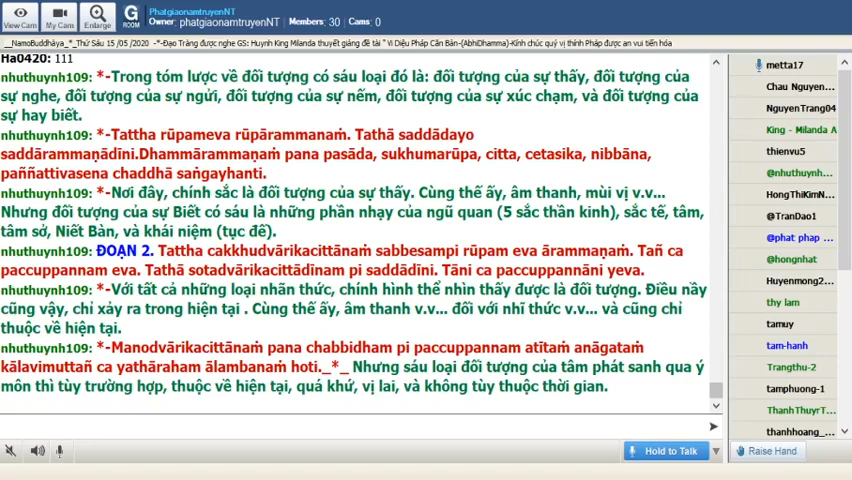 PhatgiaonamtruyenNT
Owner: phatgiaonamtruyenNT   Members: 30   Cams: 0
View Cam
My Cam
Enlarge
G
ROOM
__NamoBuddhàya_*_Thứ Sáu 15 /05 /2020 -*-Đạo Tràng được nghe GS: Huynh King Milanda thuyết giảng đề tài " Vi Diệu Pháp Căn Bản-(AbhiDhamma)-Kính chúc quý vị thính Pháp được an vui tiến hóa
Ha0420: 111
nhuthuynh109: *-Trong tóm lược về đối tượng có sáu loại đó là: đối tượng của sự thấy, đối tượng của
sự nghe, đối tượng của sự ngửi, đối tượng của sự nếm, đối tượng của sự xúc chạm, và đối tượng của
sự hay biết.
nhuthuynh109: *-Tattha rūpameva rūpārammanaṁ. Tathā saddādayo
saddārammaṇādīni.Dhammārammaṇaṁ pana pasāda, sukhumarūpa, citta, cetasika, nibbāna,
paññattivasena chaddhā saṅgayhanti.
nhuthuynh109: *-Nơi đây, chính sắc là đối tượng của sự thấy. Cùng thế ấy, âm thanh, mùi vị v.v...
Nhưng đối tượng của sự Biết có sáu là những phần nhạy của ngũ quan (5 sắc thần kinh), sắc tế, tâm,
tâm sở, Niết Bàn, và khái niệm (tục đế).
nhuthuynh109: ĐOẠN 2. Tattha cakkhudvārikacittānaṁ sabbesampi rūpam eva ārammaṇaṁ. Tañ ca
paccuppannam eva. Tathā sotadvārikacittādīnam pi saddādīni. Tāni ca paccuppannāni yeva.
nhuthuynh109: *-Với tất cả những loại nhãn thức, chính hình thể nhìn thấy được là đối tượng. Điều nầy
cũng vậy, chỉ xảy ra trong hiện tại . Cùng thế ấy, âm thanh v.v... đối với nhĩ thức v.v... và cũng chỉ
thuộc về hiện tại.
nhuthuynh109: *-Manodvārikacittānaṁ pana chabbidham pi paccuppannam atītaṁ anāgataṁ
kālavimuttañ ca yathārahaṁ ālambanaṁ hoti._*_ Nhưng sáu loại đối tượng của tâm phát sanh qua ý
môn thì tùy trường hợp, thuộc về hiện tại, quá khứ, vị lai, và không tùy thuộc thời gian.
metta17
Chau Nguyen...
NguyenTrang04
King - Milanda A
thienvu5
@nhuthuynh...
HongThiKimN...
@TranDao1
@phat phap ...
@hongnhat
Huyenmong2...
thy lam
tamuy
tam-hanh
Trangthu-2
tamphuong-1
ThanhThuyrT...
thanhhoang_...
Hold to Talk
Raise Hand